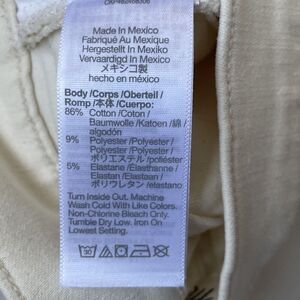 Made In Mexico
Fabriqué Au Mexique
Hergestellt In Mexiko
Vervaardigd In Mexico
メキシコ製
hecho en méxico
Body /Corps /Oberteil /
Romp /本体 /Cuerpo:
86% Cotton /Coton /
Baumwolle /Katoen /綿 /
algodón
9% Polyester /Polyester /
Polyester /Polyester /
ポリエステル /poliéster
5% Elastane /Élasthanne /
Elastan /Elastaan /
ポリウレタン /elastano
Turn Inside Out. Machine
Wash Cold With Like Colors.
Non-Chlorine Bleach Only.
Tumble Dry Low. Iron On
Lowest Setting.